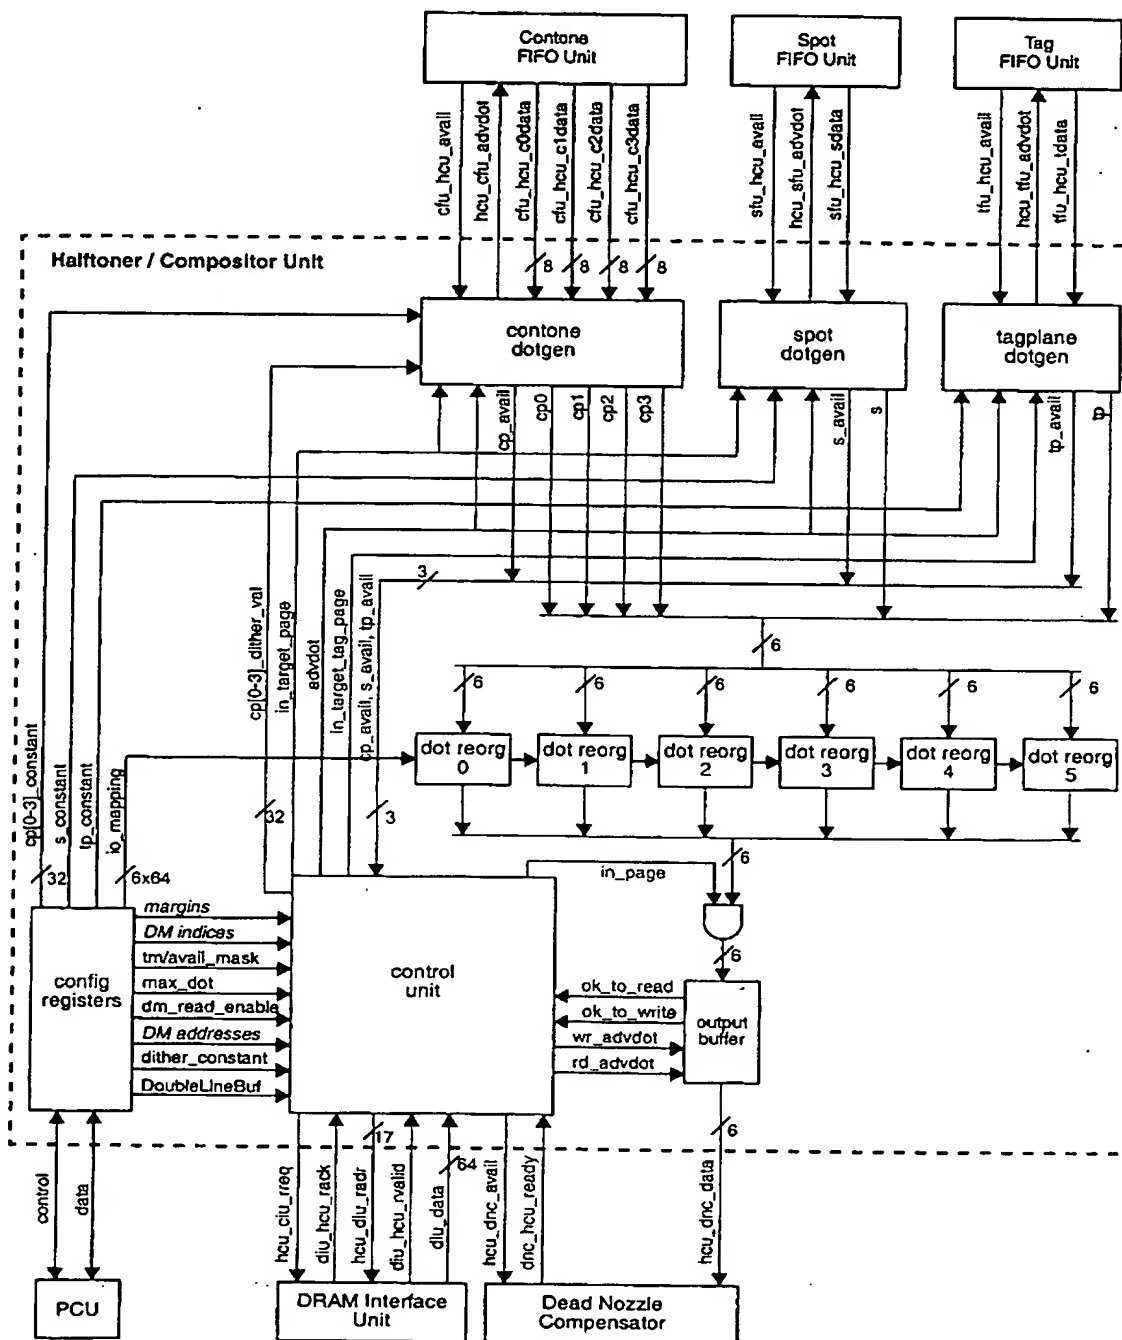 Contone
FIFO Unit
Spot
FIFO Unit
Tag
FIFO Unit
cfu_hcu_avail
hcu_cfu_advdot
cfu_hcu_c0data
cfu_hcu_c1data
cfu_hcu_c2data
cfu_hcu_c3data
sfu_hcu_avail
hcu_sfu_advdot
sfu_hcu_sdata
tfu_hcu_avail
hcu_tfu_advdot
tfu_hcu_tdata
Halftoner / Compositor Unit
8
8
8
8
contone
dotgen
spot
dotgen
tagplane
dotgen
cp_avail
cp0
cp1
cp2
cp3
s_avail
s
tp_avail
tp
3
cp[0-3]_dither_val
in_target_page
advdot
in_target_tag_page
cp_avail, s_avail, tp_avail
6
6
6
6
6
6
6
dot reorg
0
dot reorg
1
dot reorg
2
dot reorg
3
dot reorg
4
dot reorg
5
cp[0-3]_constant
s_constant
tp_constant
io_mapping
32
3
32
6x64
in_page
6
config
registers
margins
DM indices
tm/avail_mask
max_dot
dm_read_enable
DM addresses
dither_constant
DoubleLineBuf
control
unit
6
ok_to_read
ok_to_write
wr_advdot
rd_advdot
output
buffer
17
64
6
control
data
hcu_diu_rreq
diu_hcu_rack
hcu_diu_radr
diu_hcu_rvalid
diu_data
hcu_dnc_avail
dnc_hcu_ready
hcu_dnc_data
PCU
DRAM Interface
Unit
Dead Nozzle
Compensator